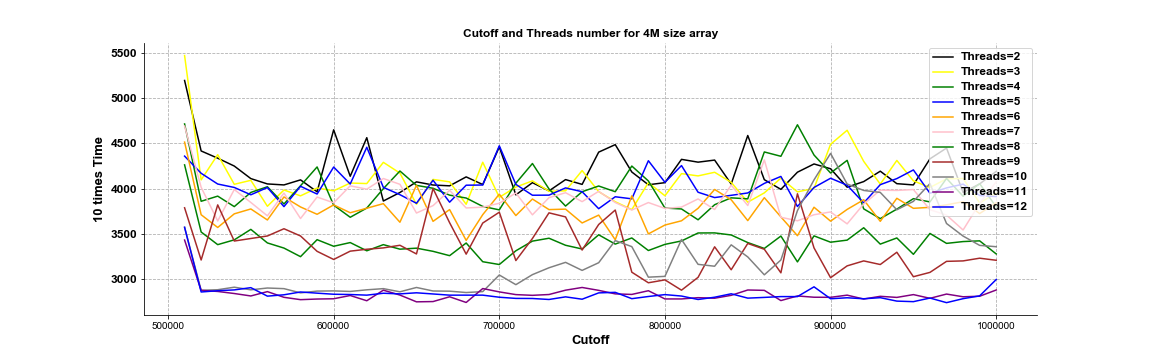 Cutoff and Threads number for 4M size array
5500
5000
4500
4000
3500
3000
10 times Time
500000
600000
700000
800000
900000
1000000
Cutoff
Threads=2
Threads=3
Threads=4
Threads=5
Threads=6
Threads=7
Threads=8
Threads=9
Threads=10
Threads=11
Threads=12